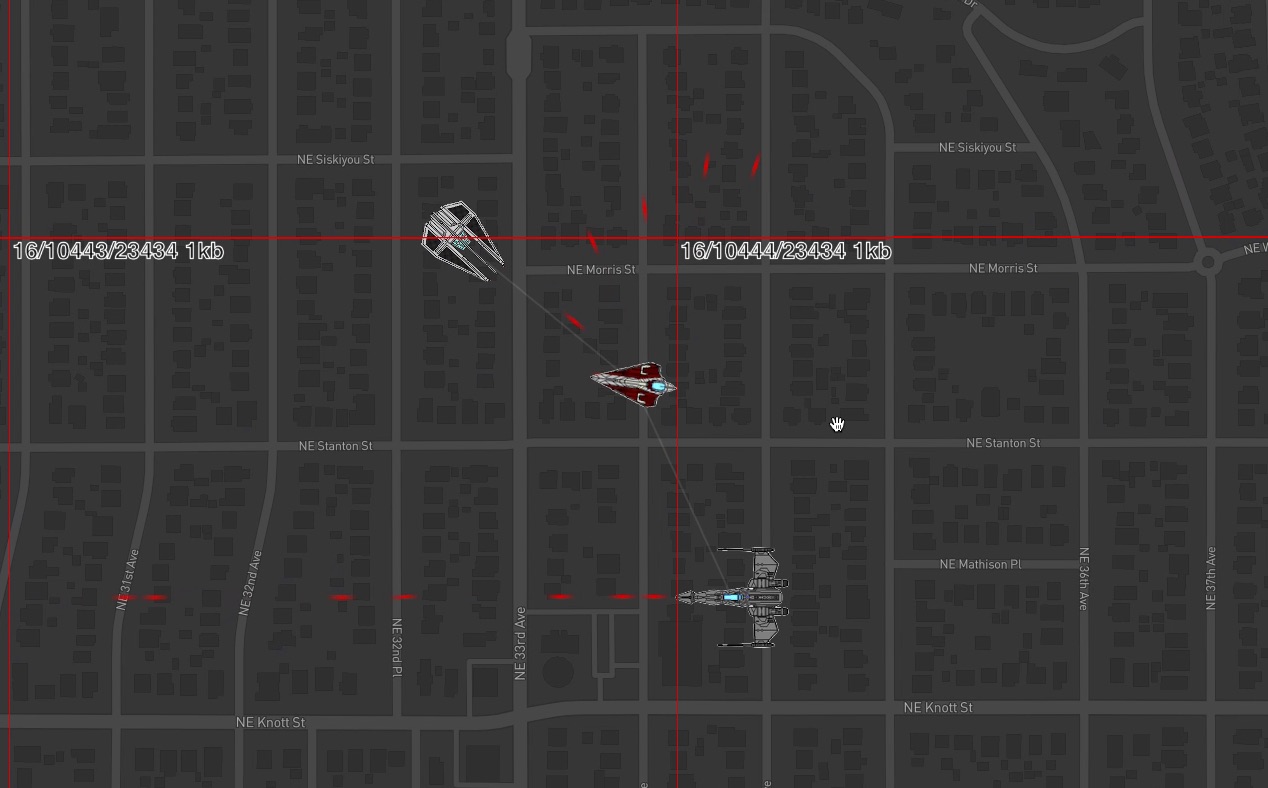 Dr
NE Siskiyou St
NE Siskiyou St
16/10443/23434 1kb
16/10444/23434 1kb
NE W
NE Morris St
NE Morris St
NE Stanton St
NE Stanton St
NE 31st Ave
NE 32nd Ave
NE 32nd Pl
NE 33rd Ave
NE Mathison Pl
NE 36th Ave
NE 37th Ave
NE Knott St
NE Knott St
e
e